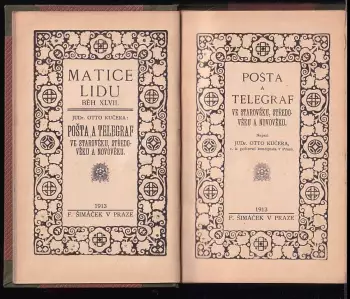 MATICE
LIDU
BĚH XLVII.
JUDr. OTTO KUČERA:
POŠTA A TELEGRAF
VE STAROVĚKU, STŘEDO-
VĚKU A NOVOVĚKU.
1913
F. ŠIMÁČEK V PRAZE
POŠTA
A
TELEGRAF
VE STAROVĚKU, STŘEDO-
VĚKU A NOVOVĚKU.
Napsal
JUDr. OTTO KUČERA,
1913
F. ŠIMÁČEK V PRAZE